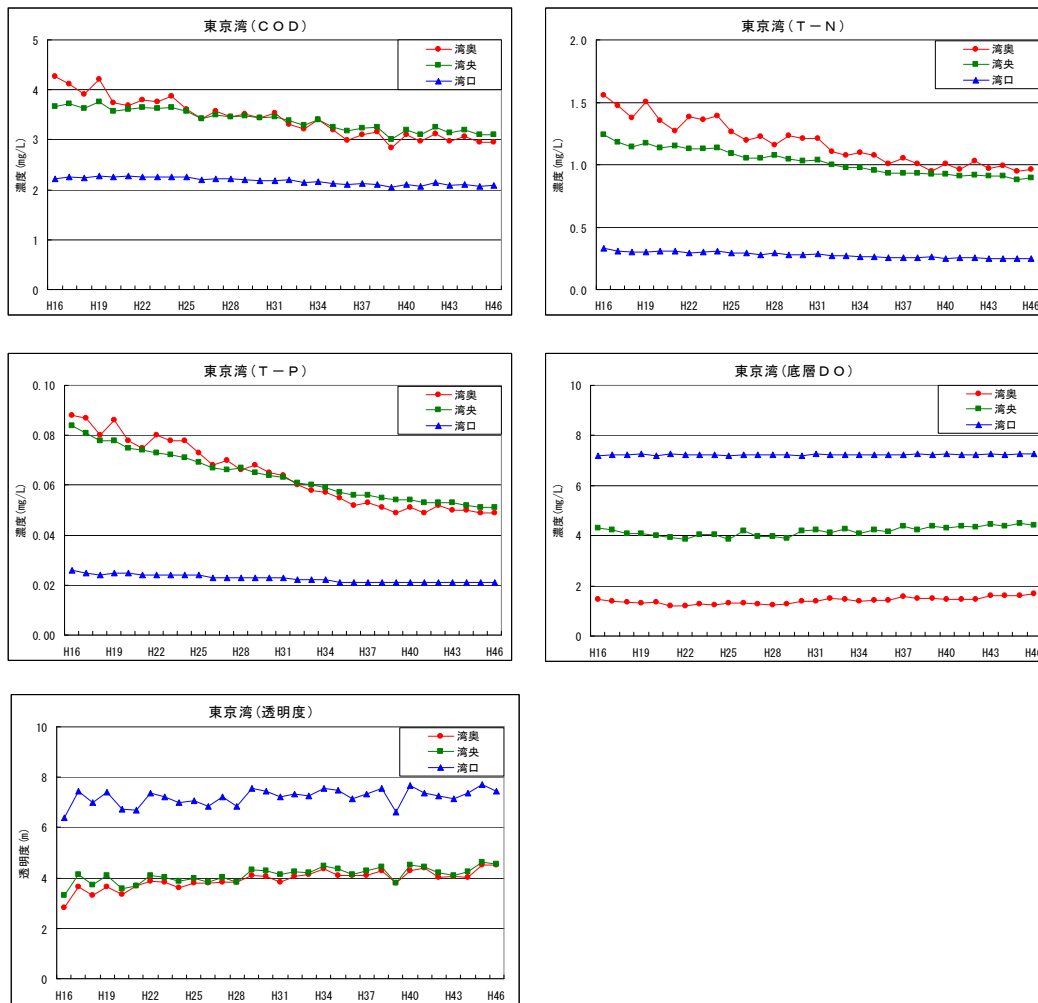 東京湾(COD)
濃度(mg/L)
5
4
3
2
1
0
湾奥
湾央
湾口
H16 H19 H22 H25 H28 H31 H34 H37 H40 H43 H46
東京湾(T-N)
濃度(mg/L)
2.0
1.5
1.0
0.5
0.0
湾奥
湾央
湾口
H16 H19 H22 H25 H28 H31 H34 H37 H40 H43 H46
東京湾(T-P)
濃度(mg/L)
0.10
0.08
0.06
0.04
0.02
0.00
湾奥
湾央
湾口
H16 H19 H22 H25 H28 H31 H34 H37 H40 H43 H46
東京湾(底層DO)
濃度(mg/L)
10
8
6
4
2
0
湾奥
湾央
湾口
H16 H19 H22 H25 H28 H31 H34 H37 H40 H43 H46
東京湾(透明度)
透明度(m)
10
8
6
4
2
0
湾奥
湾央
湾口
H16 H19 H22 H25 H28 H31 H34 H37 H40 H43 H46